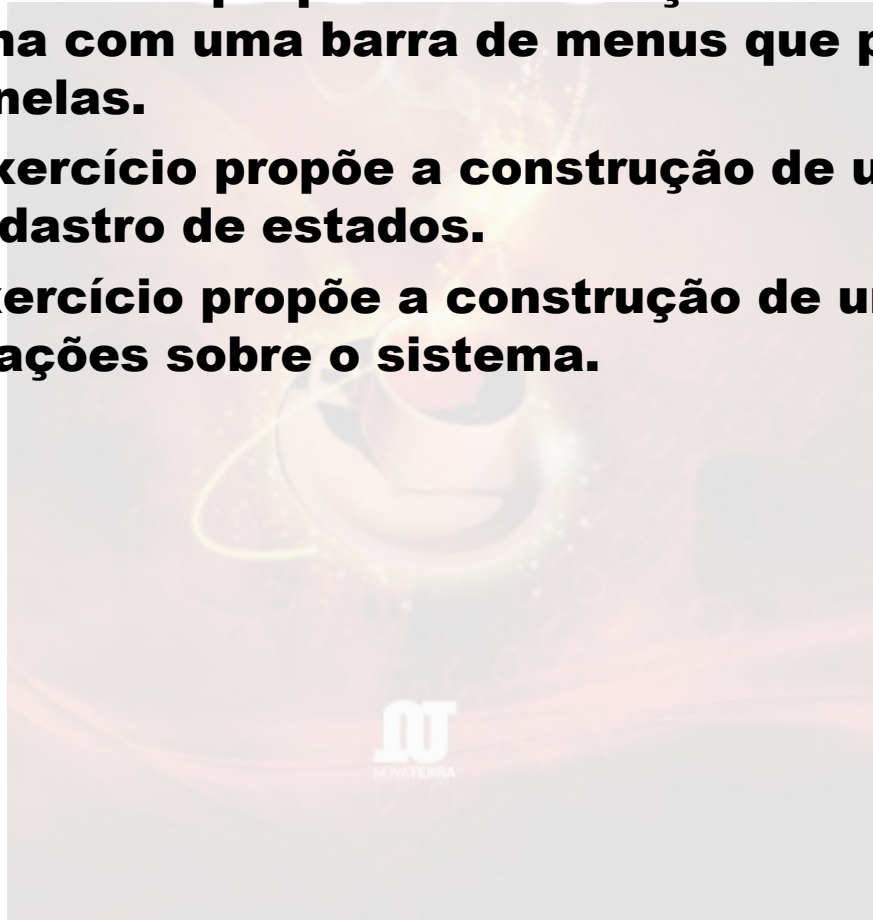 na com uma barra de menus que p
nelas.
xercício propõe a construção de u
dastro de estados.
xercício propõe a construção de u
ações sobre o sistema.
NOVATERRA